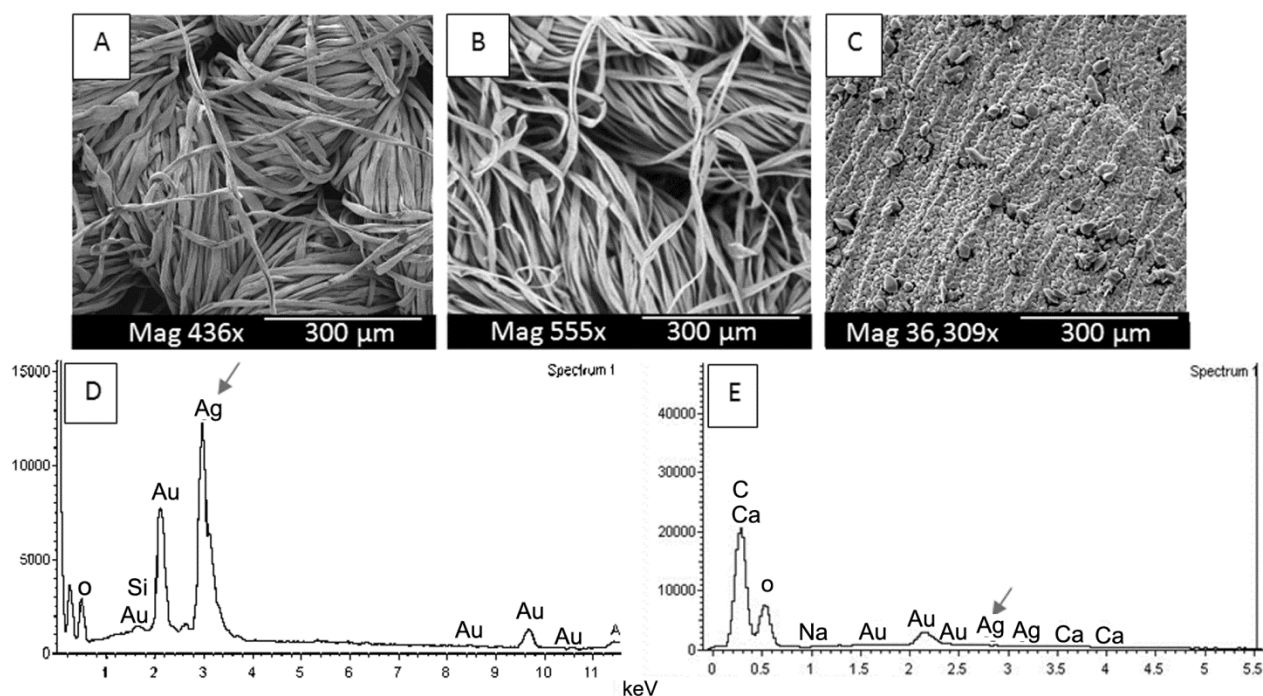 A
B
C
Mag 436x 300 µm
Mag 555x 300 µm
Mag 36,309x 300 µm
D
Spectrum 1
15000
10000
5000
0
O
Si
Au
Au
Ag
Au
Au
Au
A
1 2 3 4 5 6 7 8 9 10 11
E
Spectrum 1
40000
30000
20000
10000
0
C
Ca
O
Na
Au
Au
Au
Ag
Ag
Ca
Ca
0 0.5 1 1.5 2 2.5 3 3.5 4 4.5 5 5.5
keV